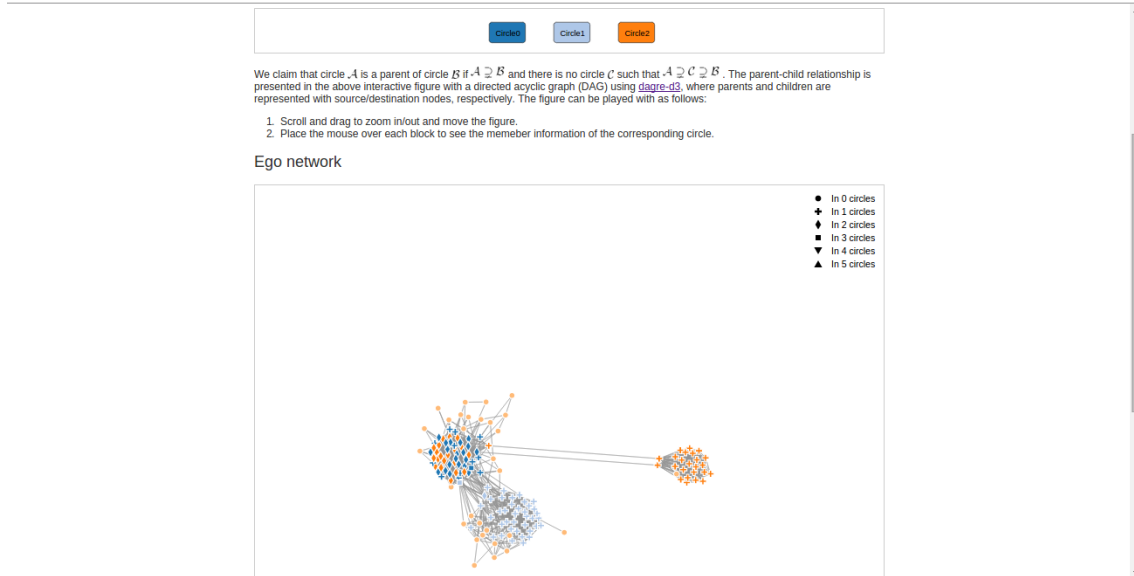 Circle0 Circle1 Circle2
We claim that circle 𝒜 is a parent of circle ℬ if 𝒜 ⊋ ℬ and there is no circle 𝒞 such that 𝒜 ⊋ 𝒞 ⊋ ℬ . The parent-child relationship is
presented in the above interactive figure with a directed acyclic graph (DAG) using dagre-d3, where parents and children are
represented with source/destination nodes, respectively. The figure can be played with as follows:
1. Scroll and drag to zoom in/out and move the figure.
2. Place the mouse over each block to see the memeber information of the corresponding circle.
Ego network
In 0 circles
In 1 circles
In 2 circles
In 3 circles
In 4 circles
In 5 circles